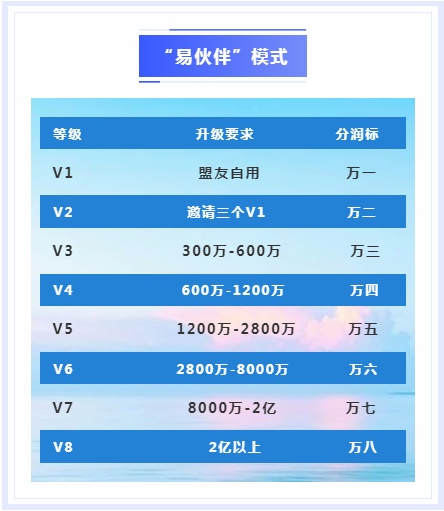 “易伙伴”模式
等级 升级要求 分润标
V1 盟友自用 万一
V2 邀请三个V1 万二
V3 300万-600万 万三
V4 600万-1200万 万四
V5 1200万-2800万 万五
V6 2800万-8000万 万六
V7 8000万-2亿 万七
V8 2亿以上 万八